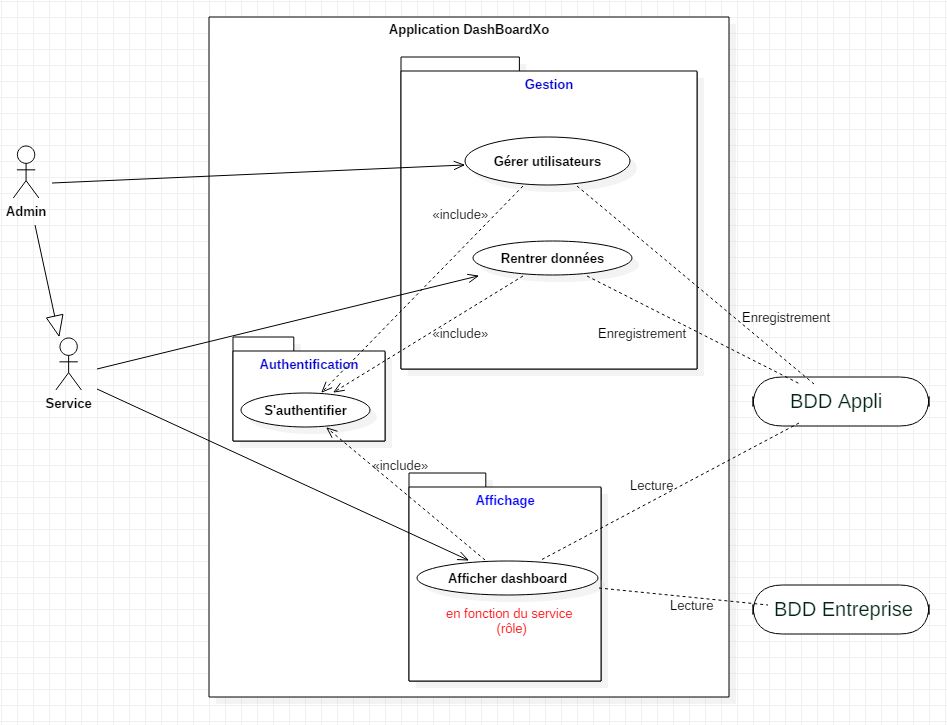 Application DashBoardXo
Gestion
Gérer utilisateurs
Admin
«include»
Rentrer données
Enregistrement
Enregistrement
«include»
Authentification
Service
S'authentifier
BDD Appli
«include»
Lecture
Affichage
Afficher dashboard
en fonction du service
(rôle)
Lecture
BDD Entreprise